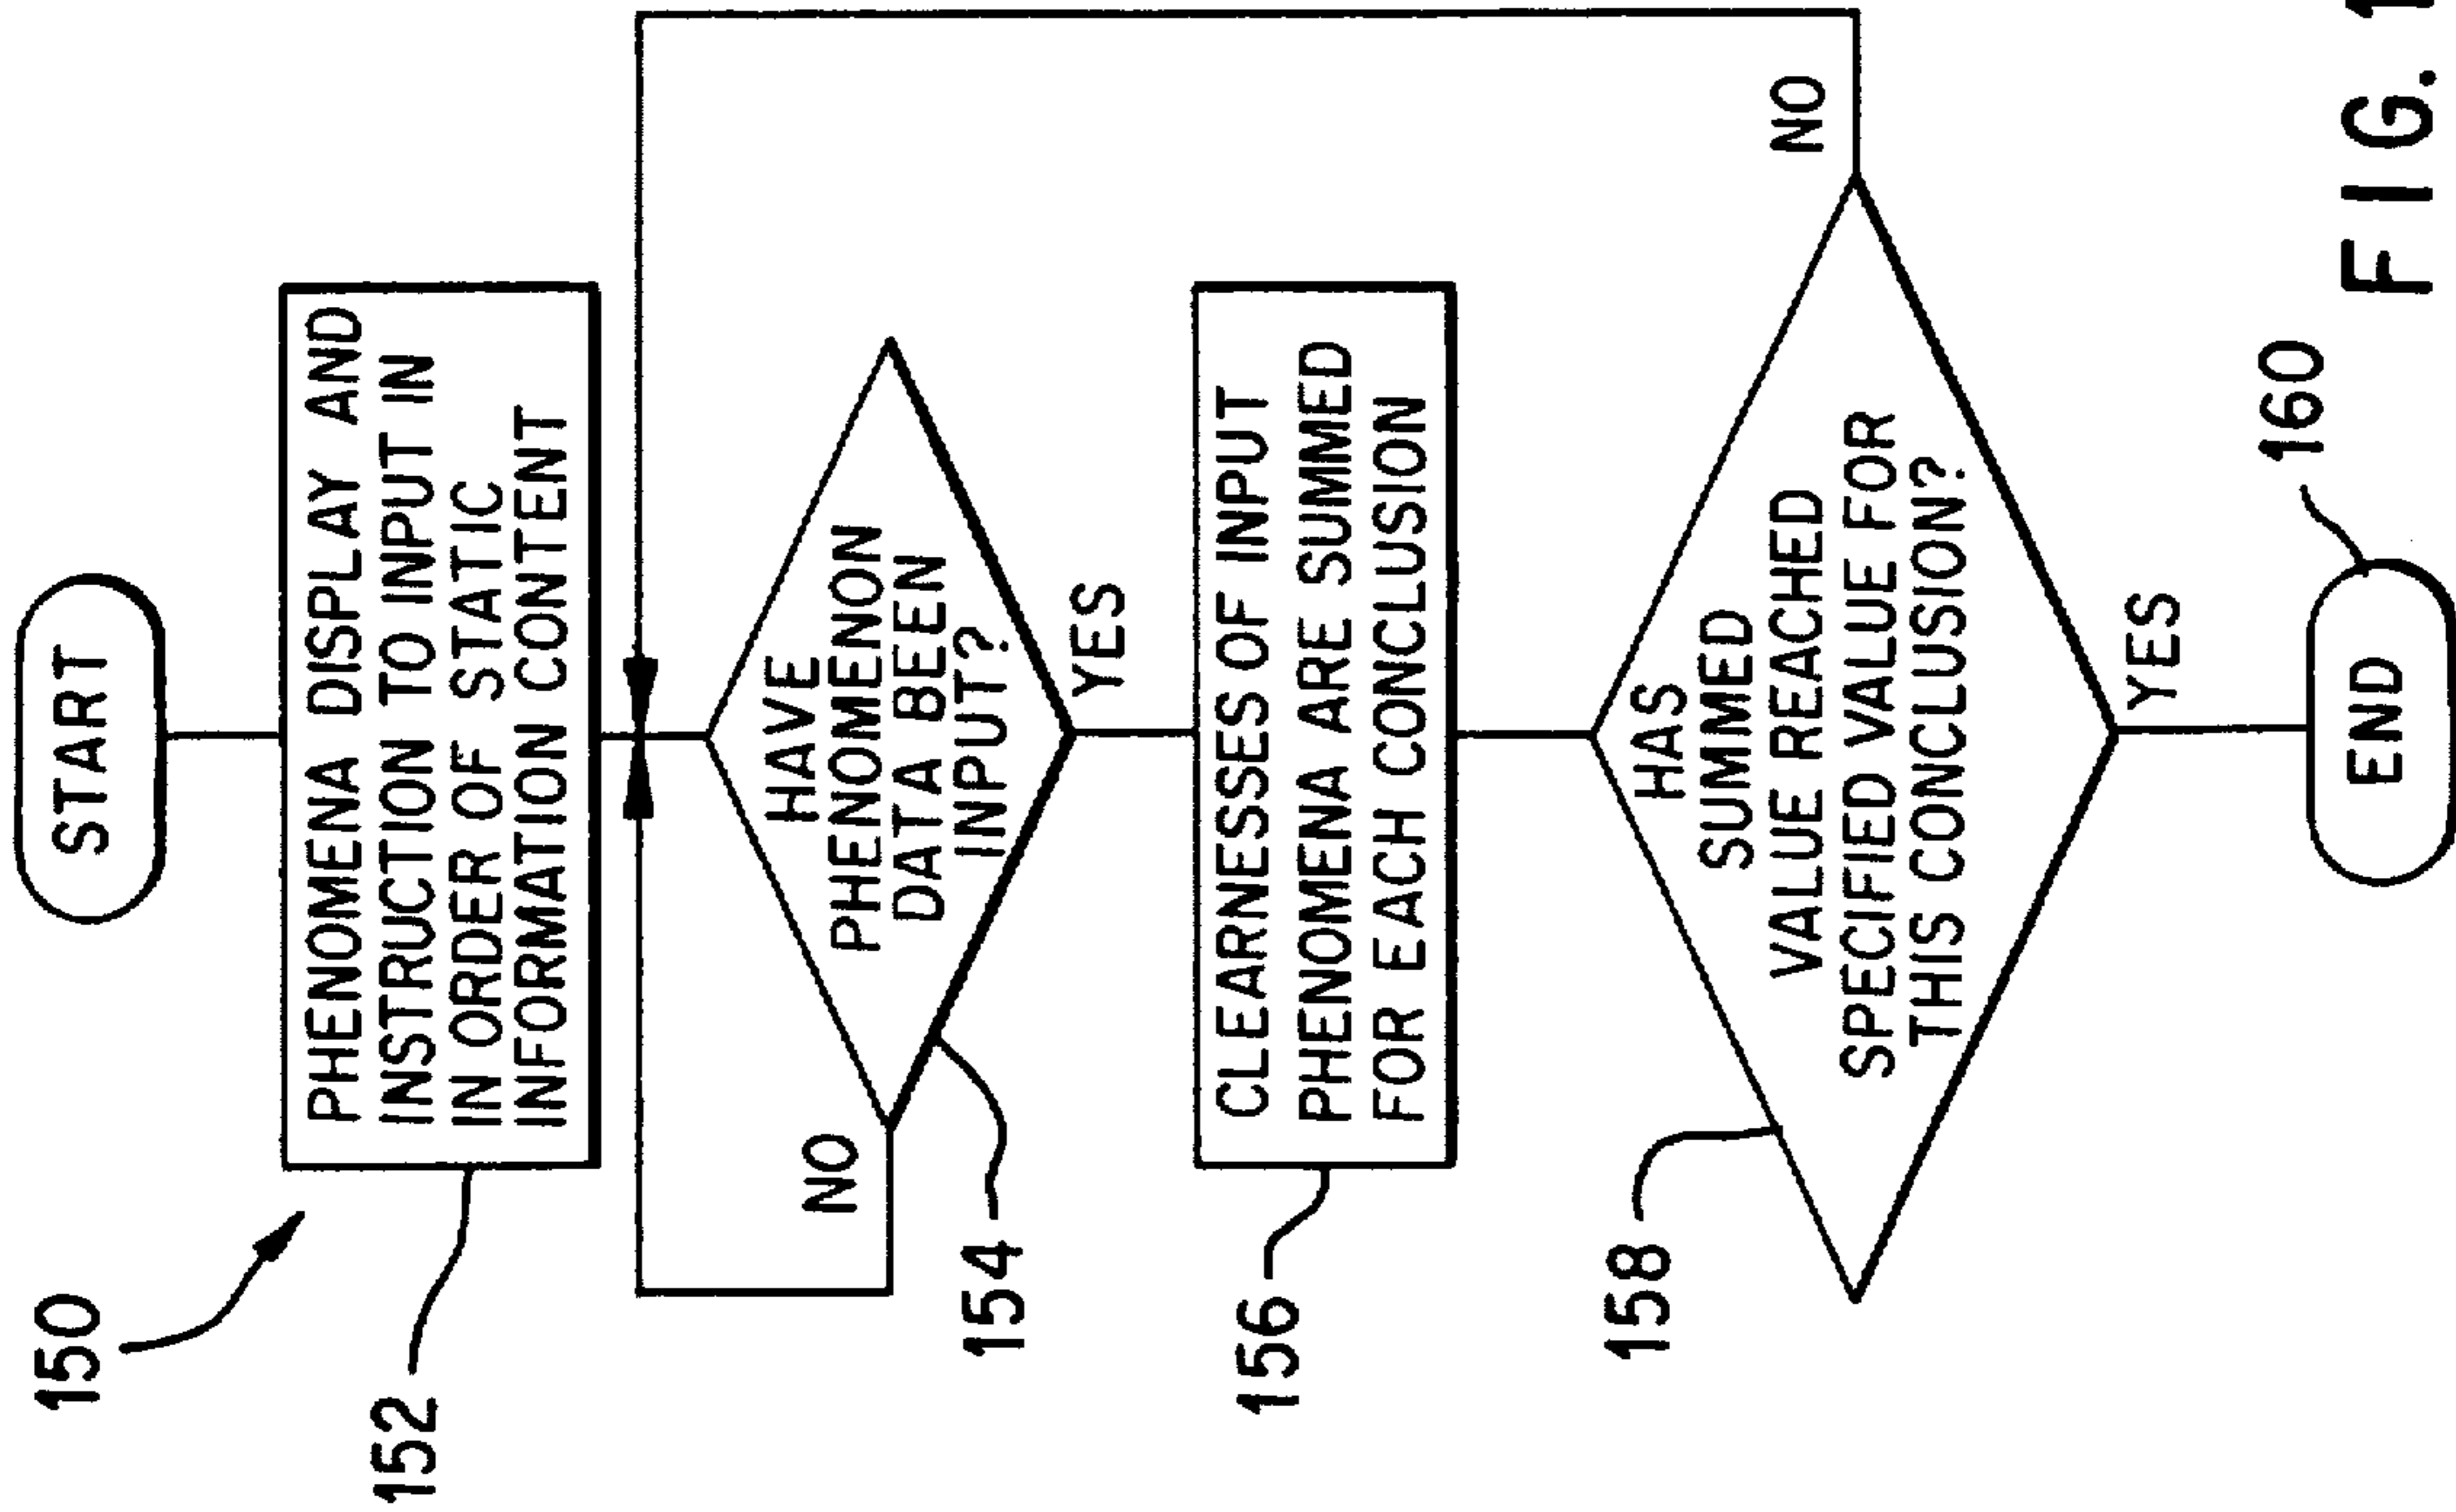 150
START
152
PHENOMENA DISPLAY AND
INSTRUCTION TO INPUT IN
IN ORDER OF STATIC
INFORMATION CONTENT
NO
HAVE
PHENOMENON
DATA BEEN
INPUT?
154
YES
156
CLEARNESSES OF INPUT
PHENOMENA ARE SUMMED
FOR EACH CONCLUSION
158
HAS
SUMMED
VALUE REACHED
SPECIFIED VALUE FOR
THIS CONCLUSION?
NO
YES
160
END
FIG. 1